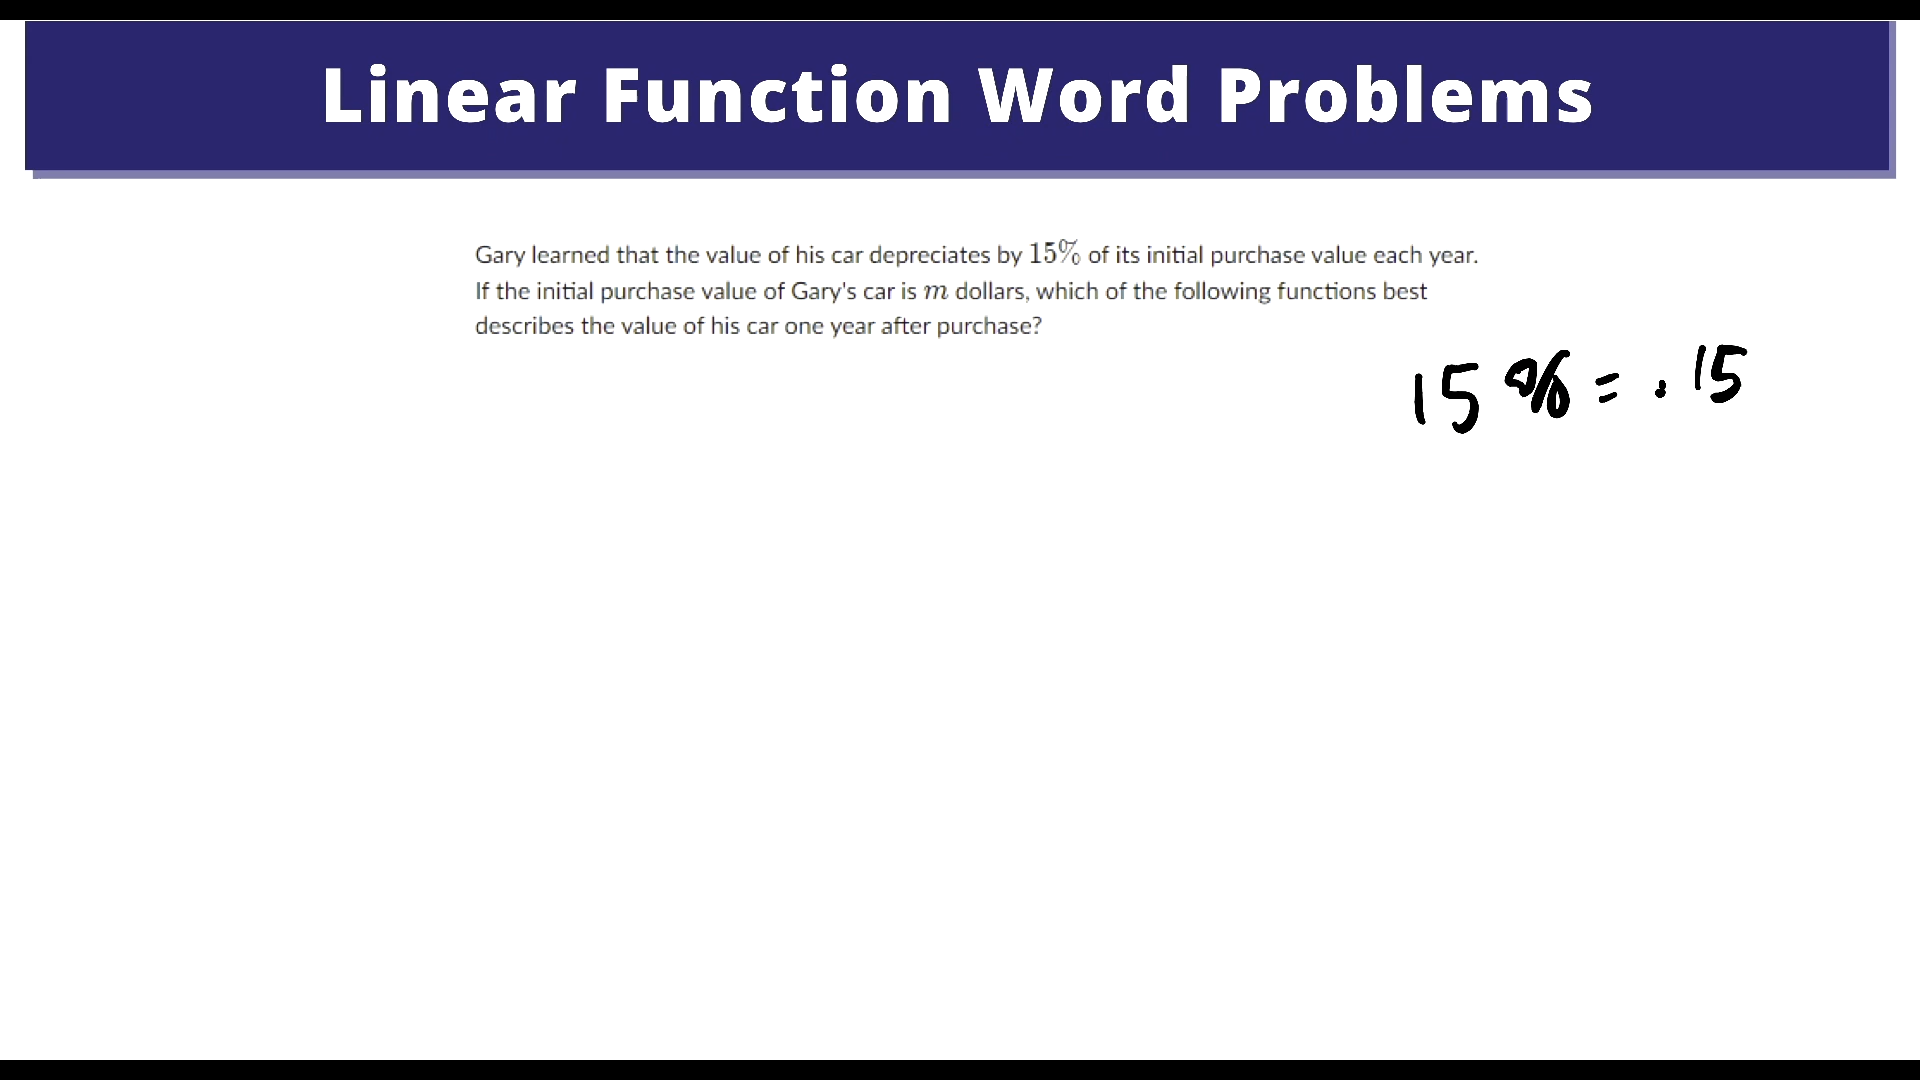 Linear Function Word Problems
Gary learned that the value of his car depreciates by 15% of its initial purchase value each year.
If the initial purchase value of Gary's car is m dollars, which of the following functions best
describes the value of his car one year after purchase?
15% = .15